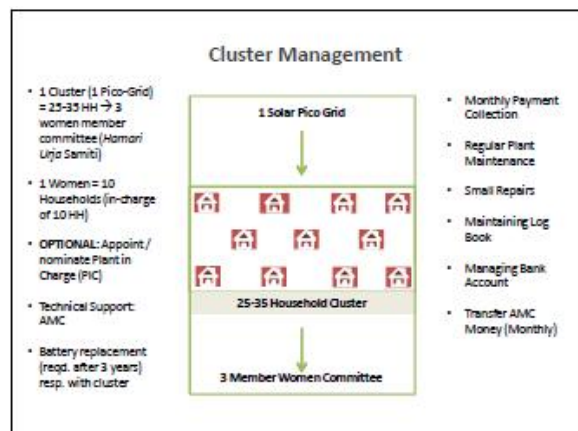 Cluster Management
• 1 Cluster (1 Pico-Grid)
= 25-35 HH → 3
women member
committee (Hamari
Urja Samiti)
• 1 Women = 10
Households (in-charge
of 10 HH)
• OPTIONAL: Appoint /
nominate Plant in
Charge (PIC)
• Technical Support:
AMC
• Battery replacement
(reqd. after 3 years)
resp. with cluster
1 Solar Pico Grid
25-35 Household Cluster
3 Member Women Committee
• Monthly Payment
Collection
• Regular Plant
Maintenance
• Small Repairs
• Maintaining Log
Book
• Managing Bank
Account
• Transfer AMC
Money (Monthly)